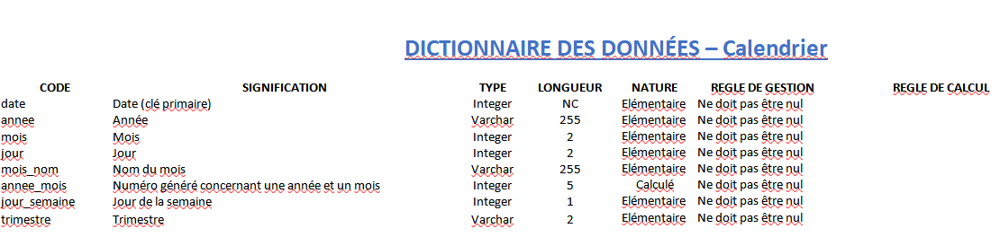 DICTIONNAIRE DES DONNÉES – Calendrier
CODE SIGNIFICATION TYPE LONGUEUR NATURE REGLE DE GESTION REGLE DE CALCUL
date Date (clé primaire) Integer NC Elémentaire Ne doit pas être nul
annee Année Varchar 255 Elémentaire Ne doit pas être nul
mois Mois Integer 2 Elémentaire Ne doit pas être nul
jour Jour Integer 2 Elémentaire Ne doit pas être nul
mois_nom Nom du mois Varchar 255 Elémentaire Ne doit pas être nul
annee_mois Numéro généré concernant une année et un mois Integer 5 Calculé Ne doit pas être nul
jour_semaine Jour de la semaine Integer 1 Elémentaire Ne doit pas être nul
trimestre Trimestre Varchar 2 Elémentaire Ne doit pas être nul